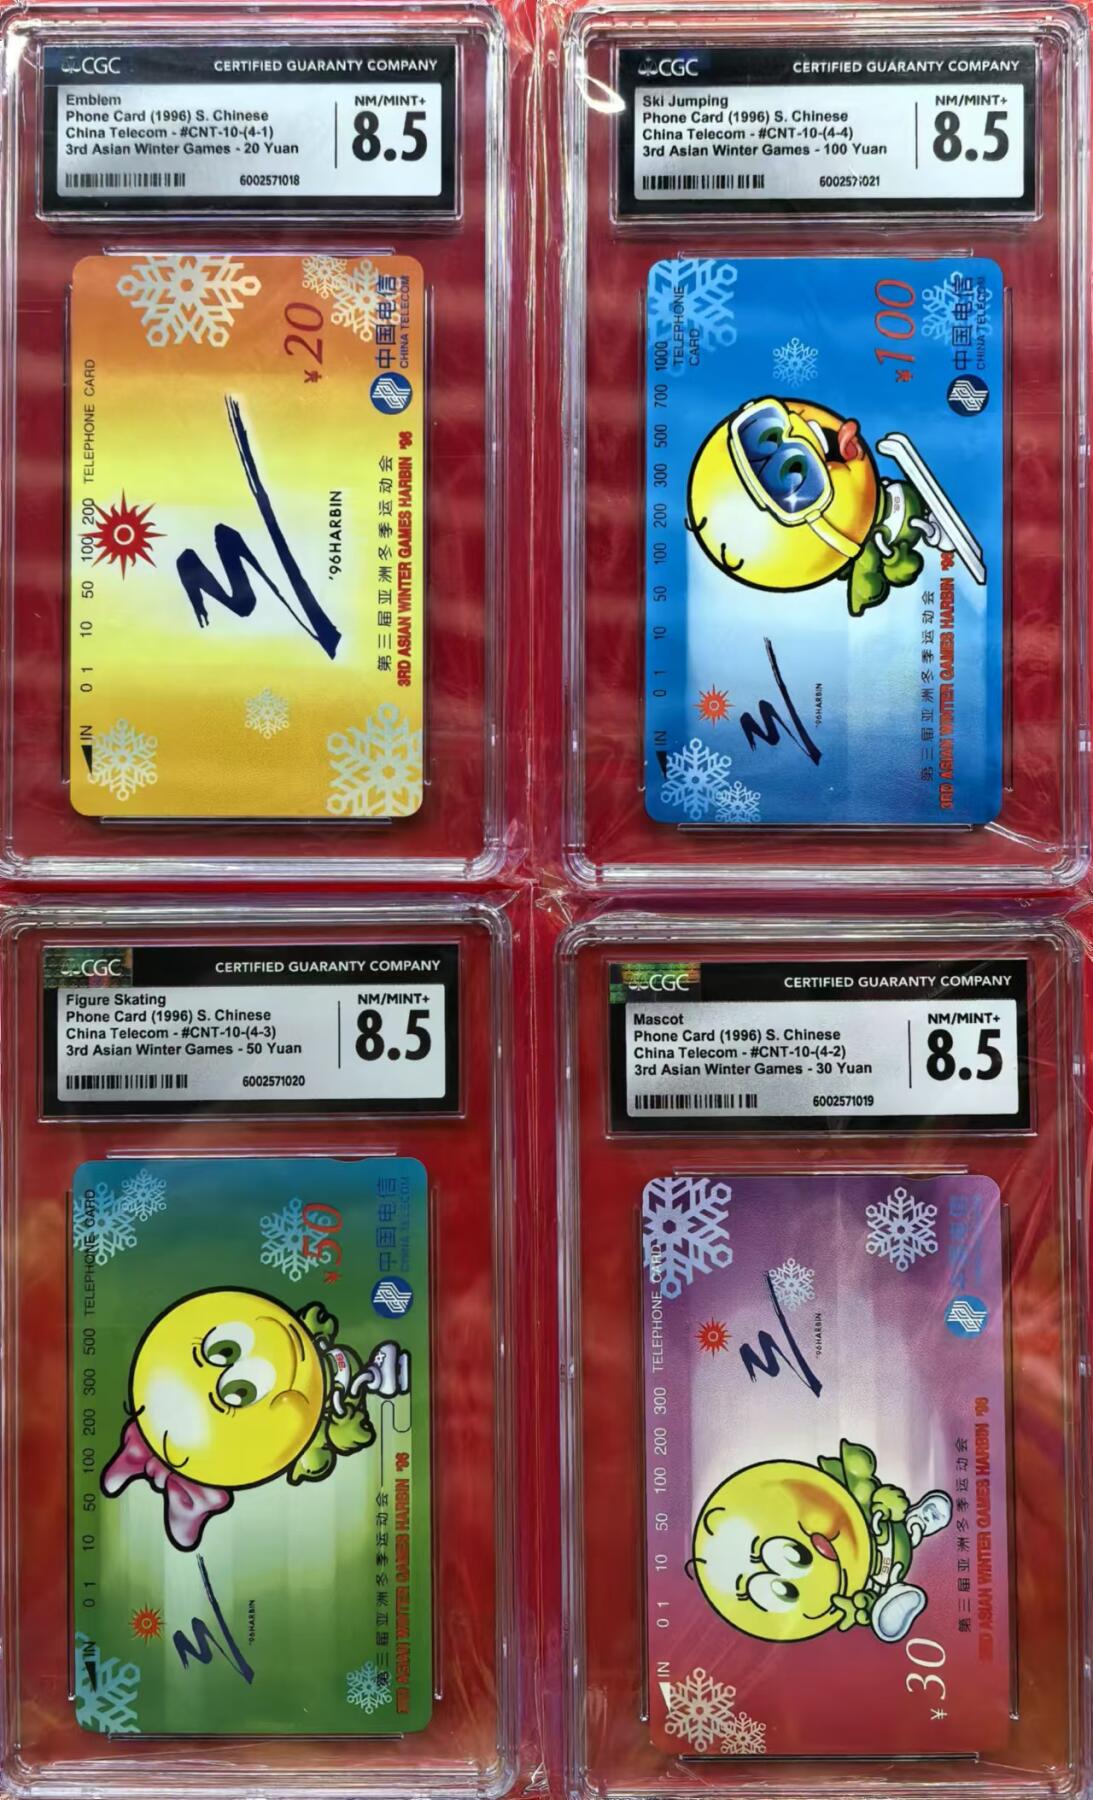 CGC CERTIFIED GUARANTY COMPANY
Emblem
Phone Card (1996) S. Chinese
China Telecom - #CNT-10-(4-1)
3rd Asian Winter Games - 20 Yuan
NM/MINT+
8.5
6002571018
IN 0 1 10 50 100 200 TELEPHONE CARD
'96HARBIN
¥20
中国电信
CHINA TELECOM
第三届亚洲冬季运动会
3RD ASIAN WINTER GAMES HARBIN '96
CGC CERTIFIED GUARANTY COMPANY
Ski Jumping
Phone Card (1996) S. Chinese
China Telecom - #CNT-10-(4-4)
3rd Asian Winter Games - 100 Yuan
NM/MINT+
8.5
6002571021
IN 0 1 10 50 100 200 300 500 700 1000
TELEPHONE
CARD
'96HARBIN
¥100
中国电信
CHINA TELECOM
第三届亚洲冬季运动会
3RD ASIAN WINTER GAMES HARBIN '96
CGC CERTIFIED GUARANTY COMPANY
Figure Skating
Phone Card (1996) S. Chinese
China Telecom - #CNT-10-(4-3)
3rd Asian Winter Games - 50 Yuan
NM/MINT+
8.5
6002571020
IN 0 1 10 50 100 200 300 500 TELEPHONE CARD
'96HARBIN
¥50
中国电信
CHINA TELECOM
第三届亚洲冬季运动会
3RD ASIAN WINTER GAMES HARBIN '96
CGC CERTIFIED GUARANTY COMPANY
Mascot
Phone Card (1996) S. Chinese
China Telecom - #CNT-10-(4-2)
3rd Asian Winter Games - 30 Yuan
NM/MINT+
8.5
6002571019
IN 0 1 10 50 100 200 300 TELEPHONE CARD
'96HARBIN
96
¥30
中国电信
第三届亚洲冬季运动会
3RD ASIAN WINTER GAMES HARBIN '96